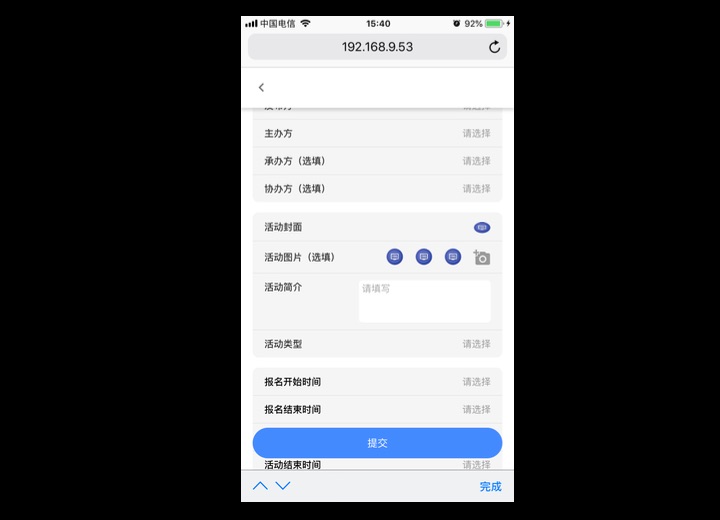 中国电信
15:40
92%
192.168.9.53
主办方 请选择
承办方（选填） 请选择
协办方（选填） 请选择
活动封面
活动图片（选填）
活动简介 请填写
活动类型 请选择
报名开始时间 请选择
报名结束时间 请选择
提交
活动结束时间 请选择
完成